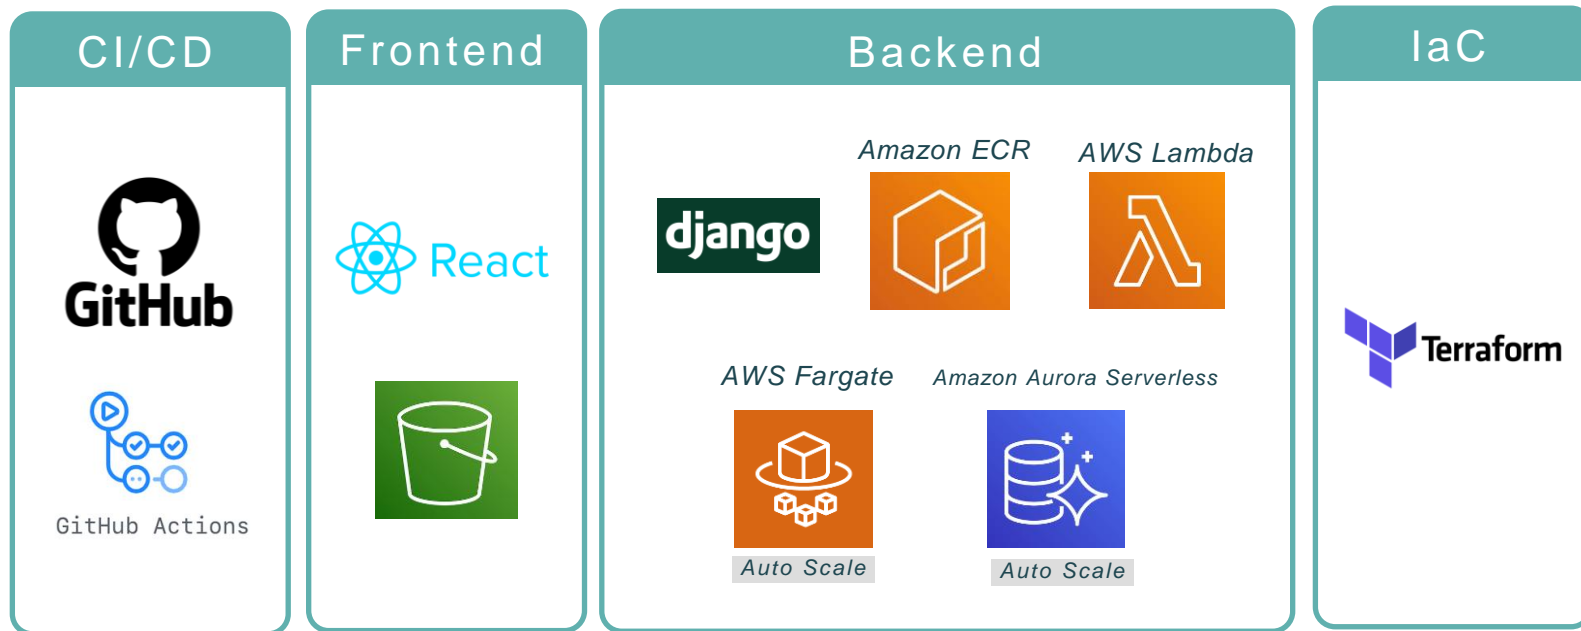 CI/CD
GitHub
GitHub Actions
Frontend
React
Backend
django
Amazon ECR
AWS Lambda
AWS Fargate
Auto Scale
Amazon Aurora Serverless
Auto Scale
IaC
Terraform